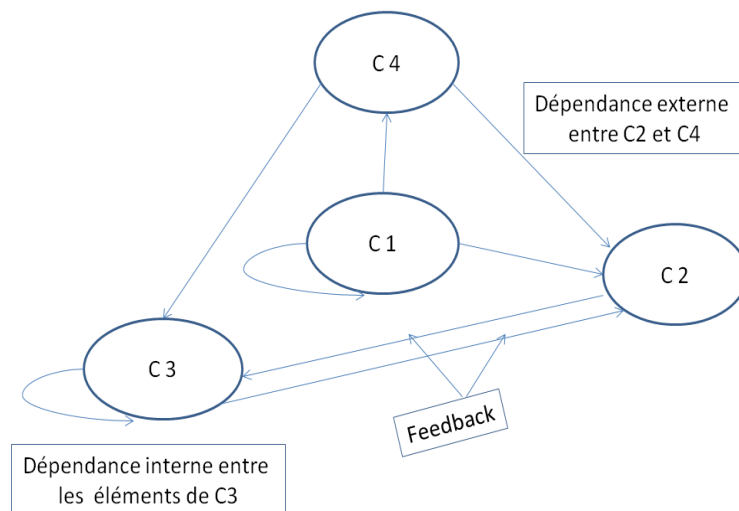 C 4
Dépendance externe
entre C2 et C4
C 1
C 2
C 3
Feedback
Dépendance interne entre
les éléments de C3